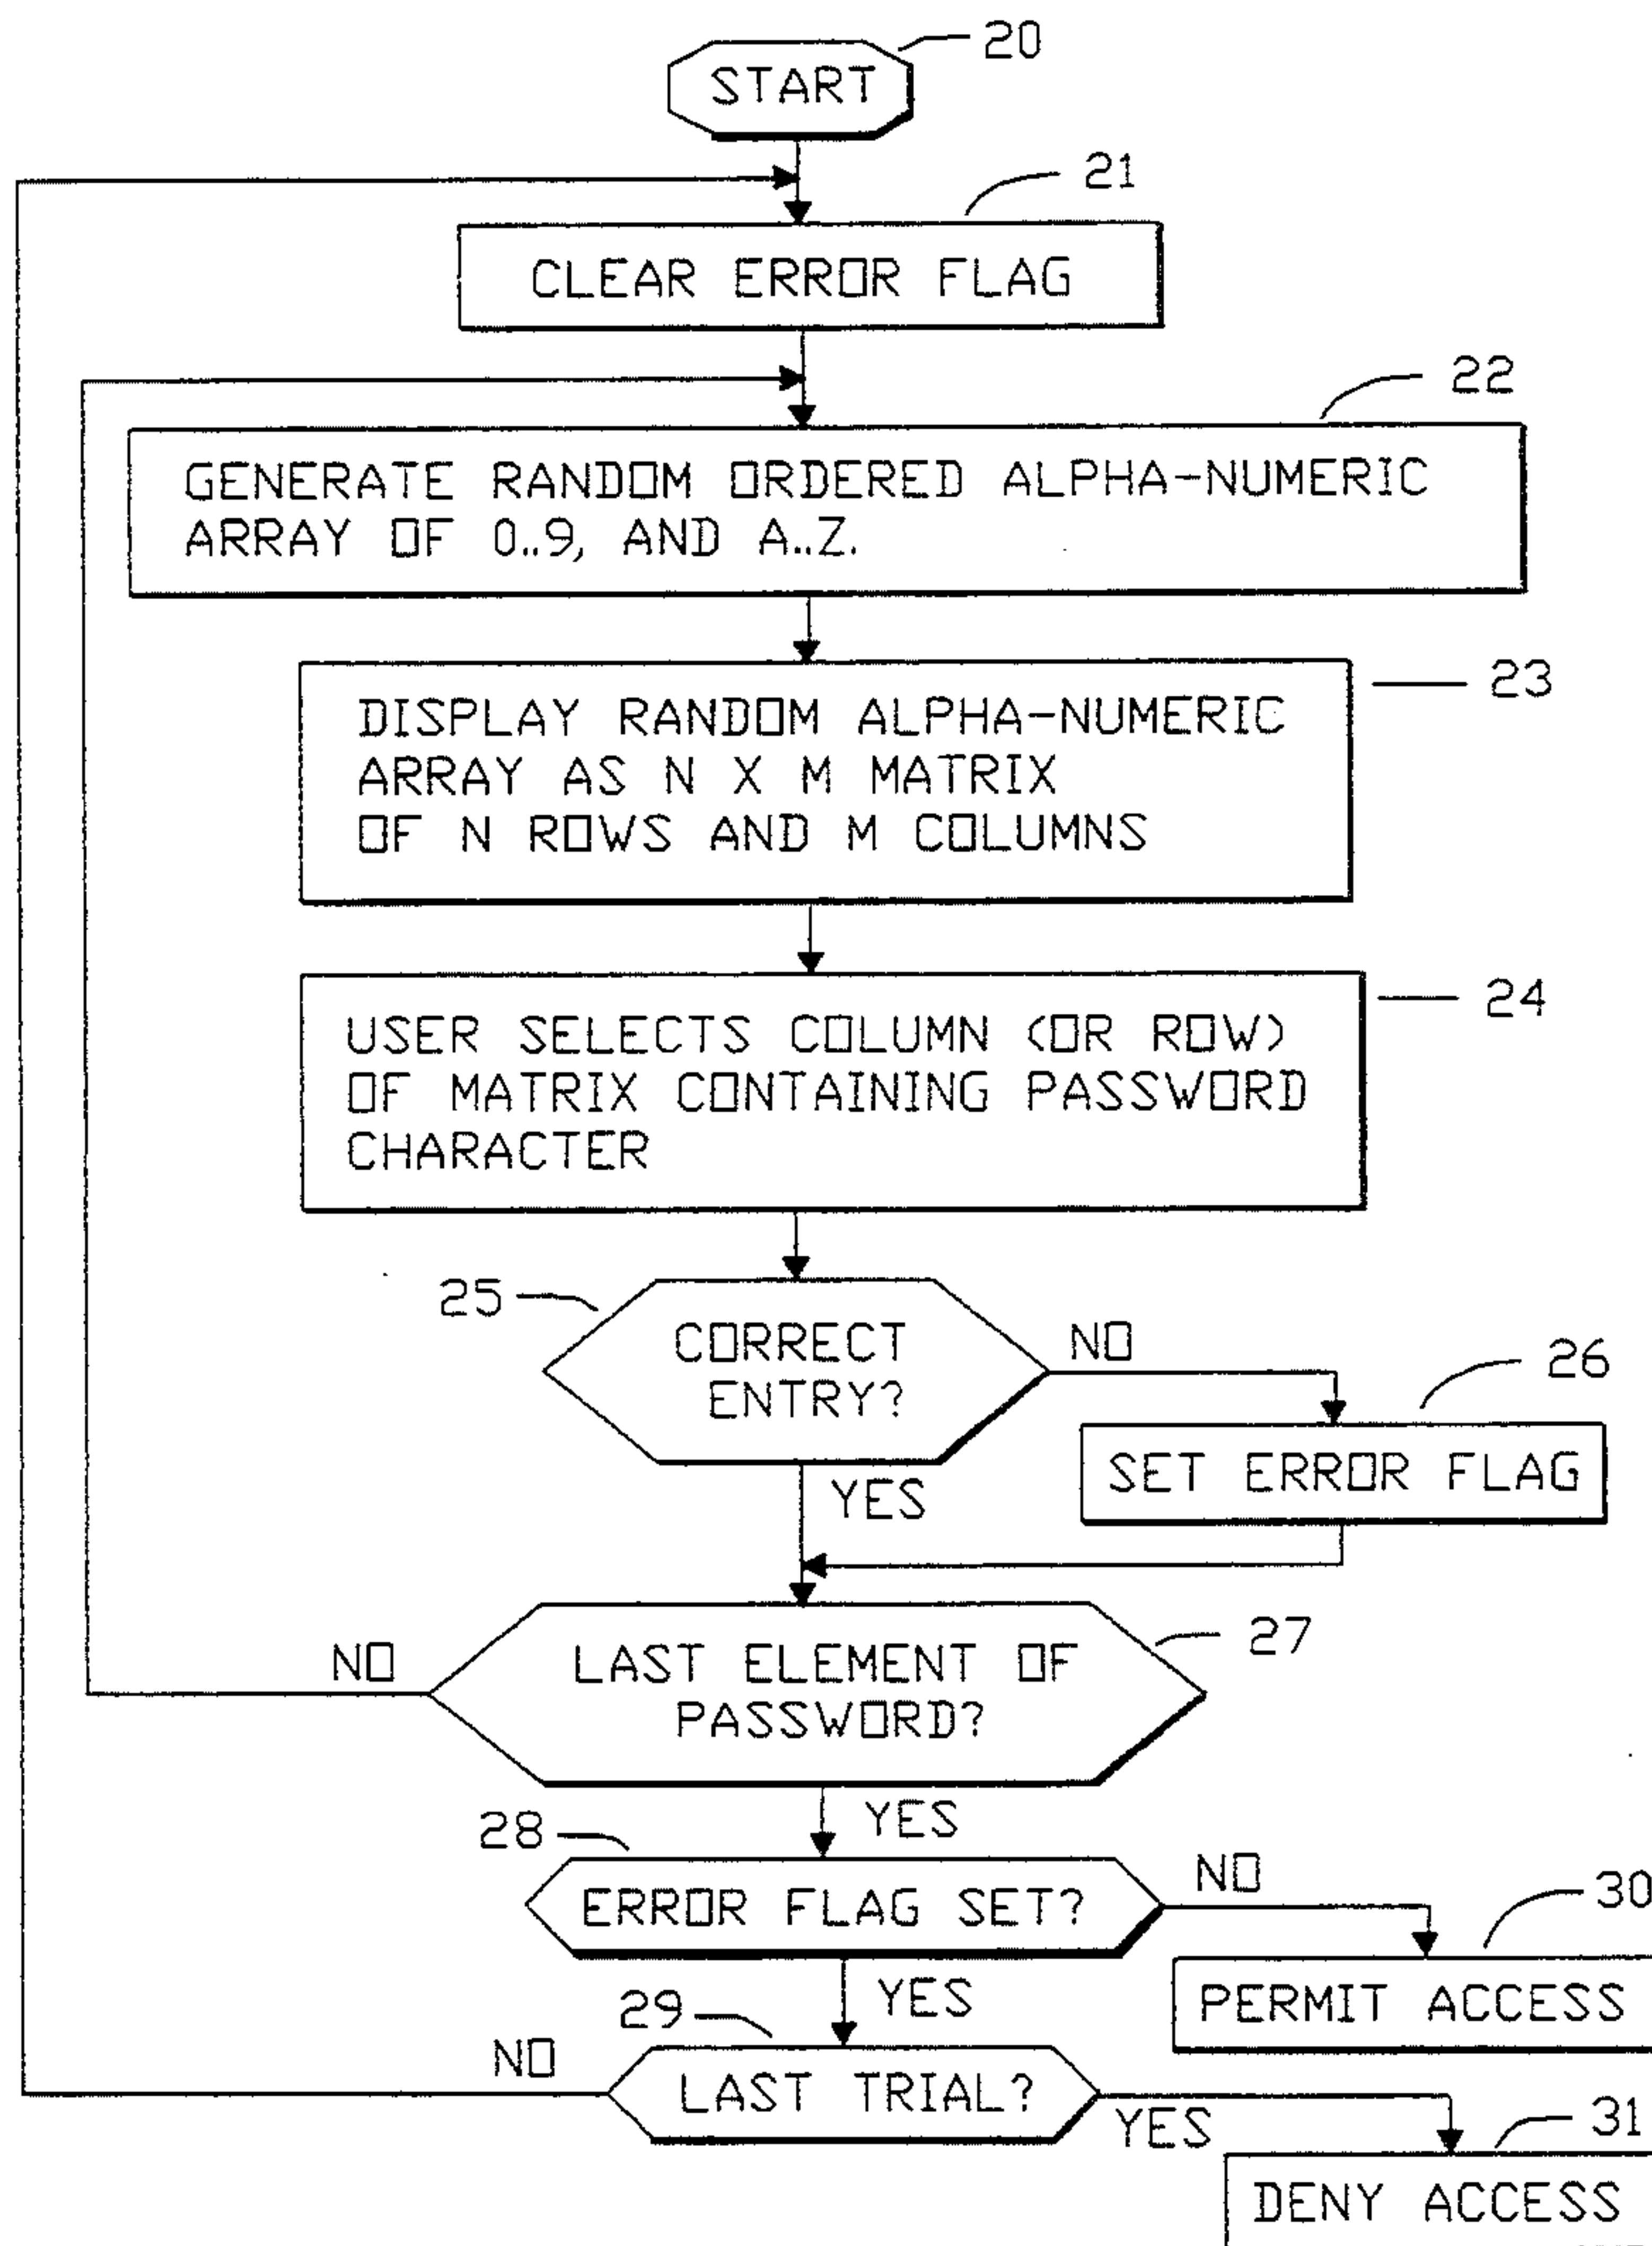 20
START
21
CLEAR ERROR FLAG
22
GENERATE RANDOM ORDERED ALPHA-NUMERIC
ARRAY OF 0..9, AND A..Z.
23
DISPLAY RANDOM ALPHA-NUMERIC
ARRAY AS N X M MATRIX
OF N ROWS AND M COLUMNS
24
USER SELECTS COLUMN (OR ROW)
OF MATRIX CONTAINING PASSWORD
CHARACTER
25
CORRECT
ENTRY?
NO
26
SET ERROR FLAG
YES
27
NO
LAST ELEMENT OF
PASSWORD?
YES
28
ERROR FLAG SET?
NO
30
PERMIT ACCESS
YES
29
NO
LAST TRIAL?
YES
31
DENY ACCESS